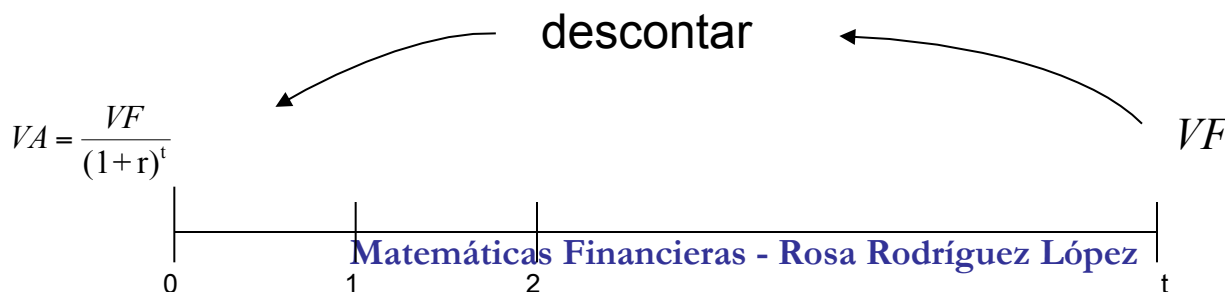 descontar
VA = VF / (1+r)^t
VF
Matemáticas Financieras - Rosa Rodríguez López
0 1 2 t